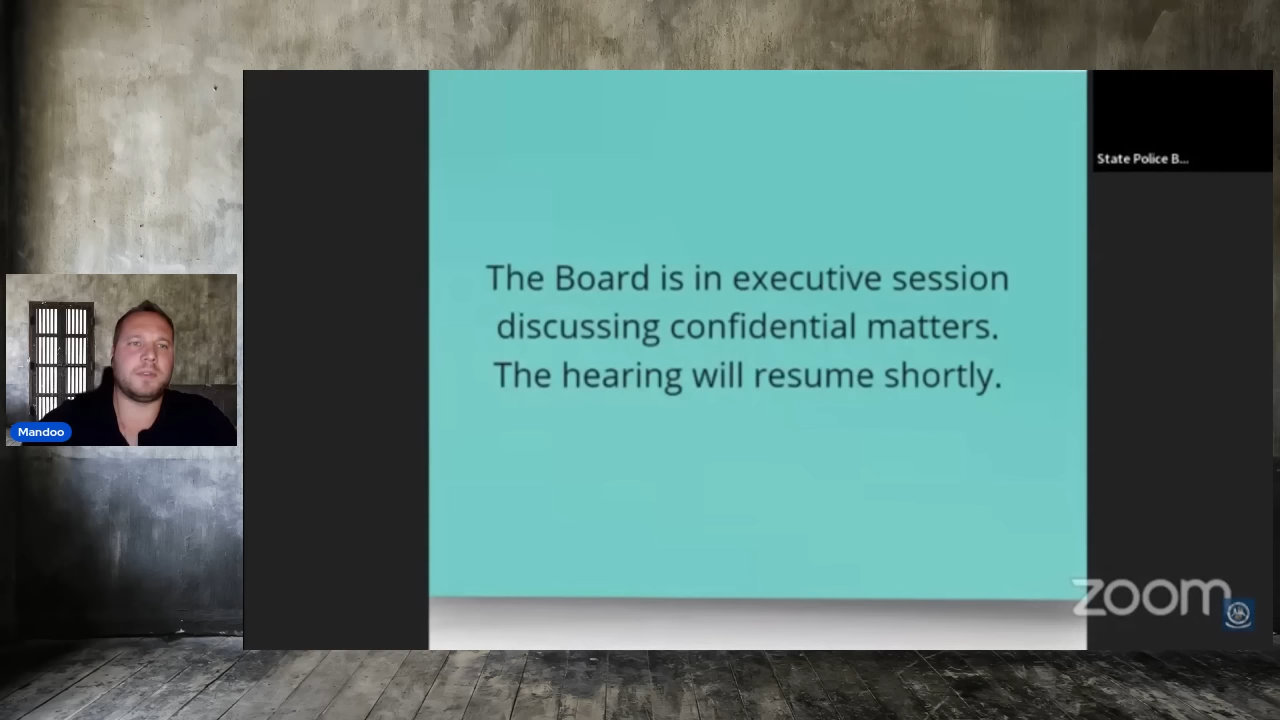 State Police B...
The Board is in executive session
discussing confidential matters.
The hearing will resume shortly.
Mandoo
zoom